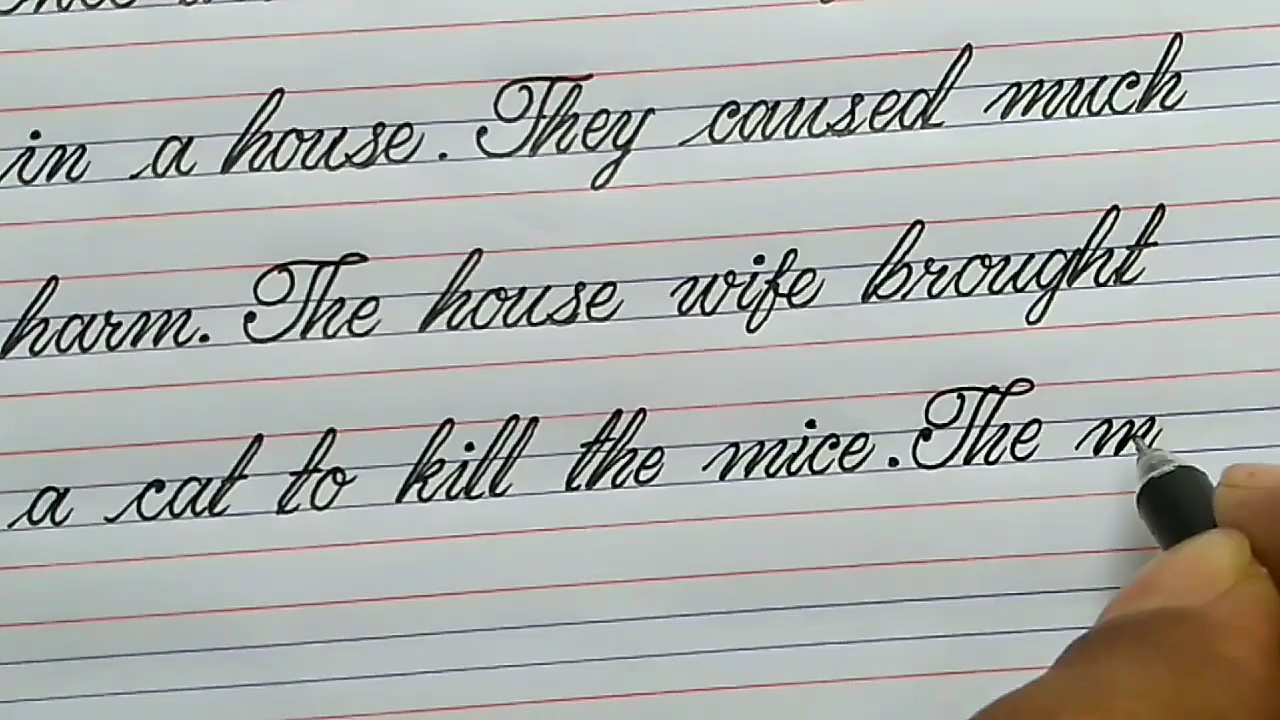 in a house. They caused much
harm. The house wife brought
a cat to kill the mice. The m